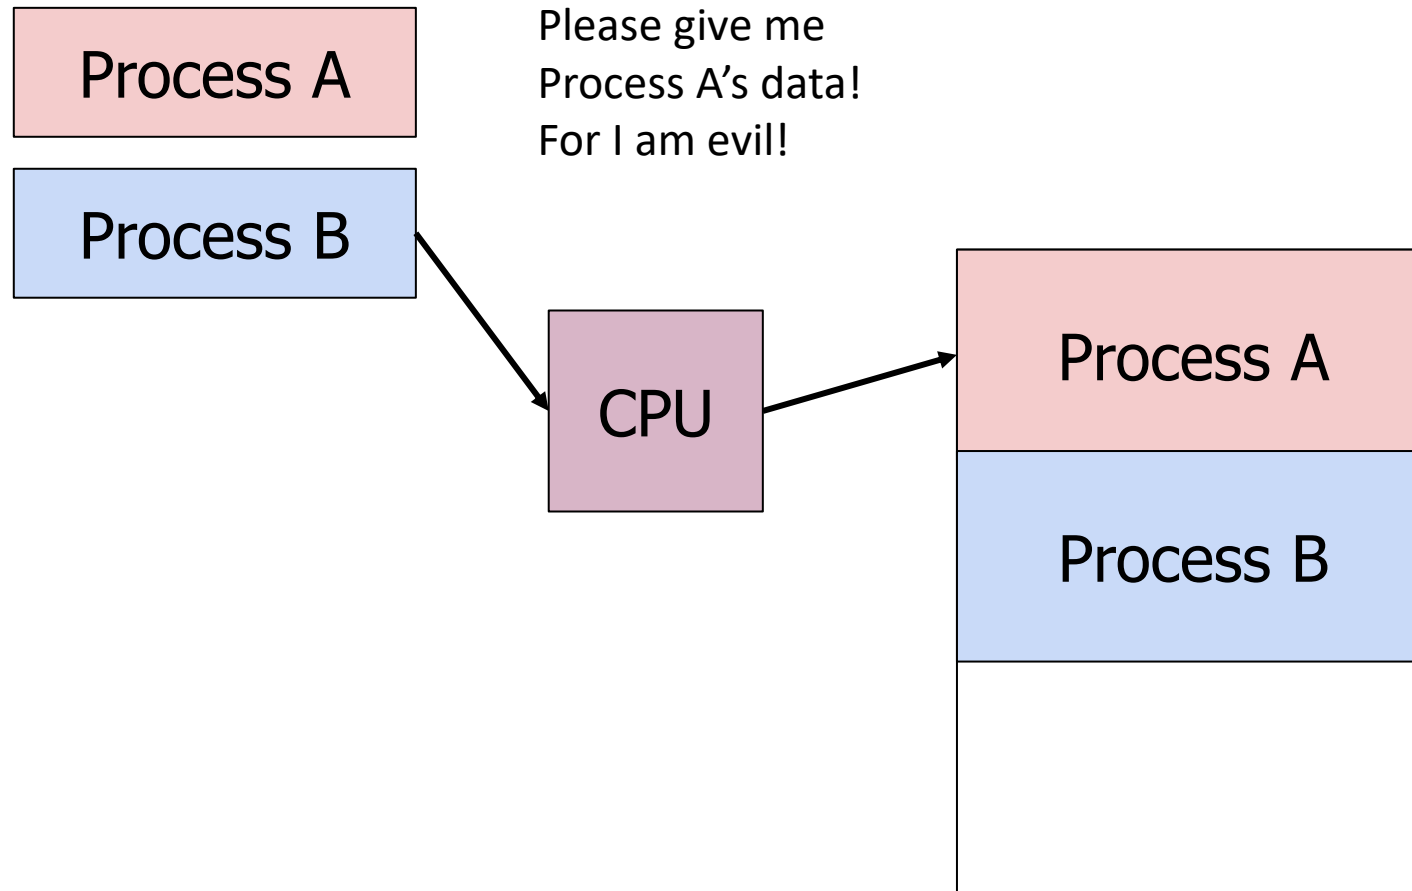 Process A
Please give me
Process A’s data!
For I am evil!
Process B
CPU
Process A
Process B